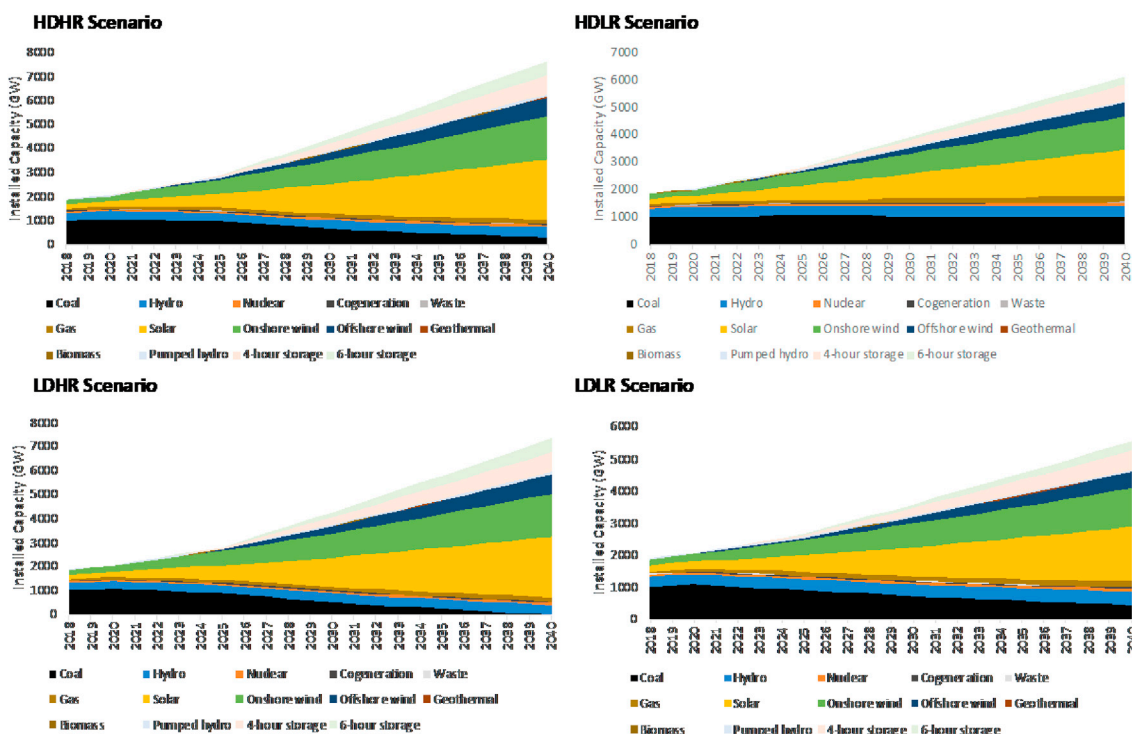 HDHR Scenario
Installed Capacity (GW)
8000
7000
6000
5000
4000
3000
2000
1000
0
2018 2019 2020 2021 2022 2023 2024 2025 2026 2027 2028 2029 2030 2031 2032 2033 2034 2035 2036 2037 2038 2039 2040
Coal Hydro Nuclear Cogeneration Waste
Gas Solar Onshore wind Offshore wind Geothermal
Biomass Pumped hydro 4-hour storage 6-hour storage
HDLR Scenario
Installed Capacity (GW)
7000
6000
5000
4000
3000
2000
1000
0
2018 2019 2020 2021 2022 2023 2024 2025 2026 2027 2028 2029 2030 2031 2032 2033 2034 2035 2036 2037 2038 2039 2040
Coal Hydro Nuclear Cogeneration Waste
Gas Solar Onshore wind Offshore wind Geothermal
Biomass Pumped hydro 4-hour storage 6-hour storage
LDHR Scenario
Installed Capacity (GW)
8000
7000
6000
5000
4000
3000
2000
1000
0
2018 2019 2020 2021 2022 2023 2024 2025 2026 2027 2028 2029 2030 2031 2032 2033 2034 2035 2036 2037 2038 2039 2040
Coal Hydro Nuclear Cogeneration Waste
Gas Solar Onshore wind Offshore wind Geothermal
Biomass Pumped hydro 4-hour storage 6-hour storage
LDLR Scenario
Installed Capacity (GW)
6000
5000
4000
3000
2000
1000
0
2018 2019 2020 2021 2022 2023 2024 2025 2026 2027 2028 2029 2030 2031 2032 2033 2034 2035 2036 2037 2038 2039 2040
Coal Hydro Nuclear Cogeneration Waste
Gas Solar Onshore wind Offshore wind Geothermal
Biomass Pumped hydro 4-hour storage 6-hour storage